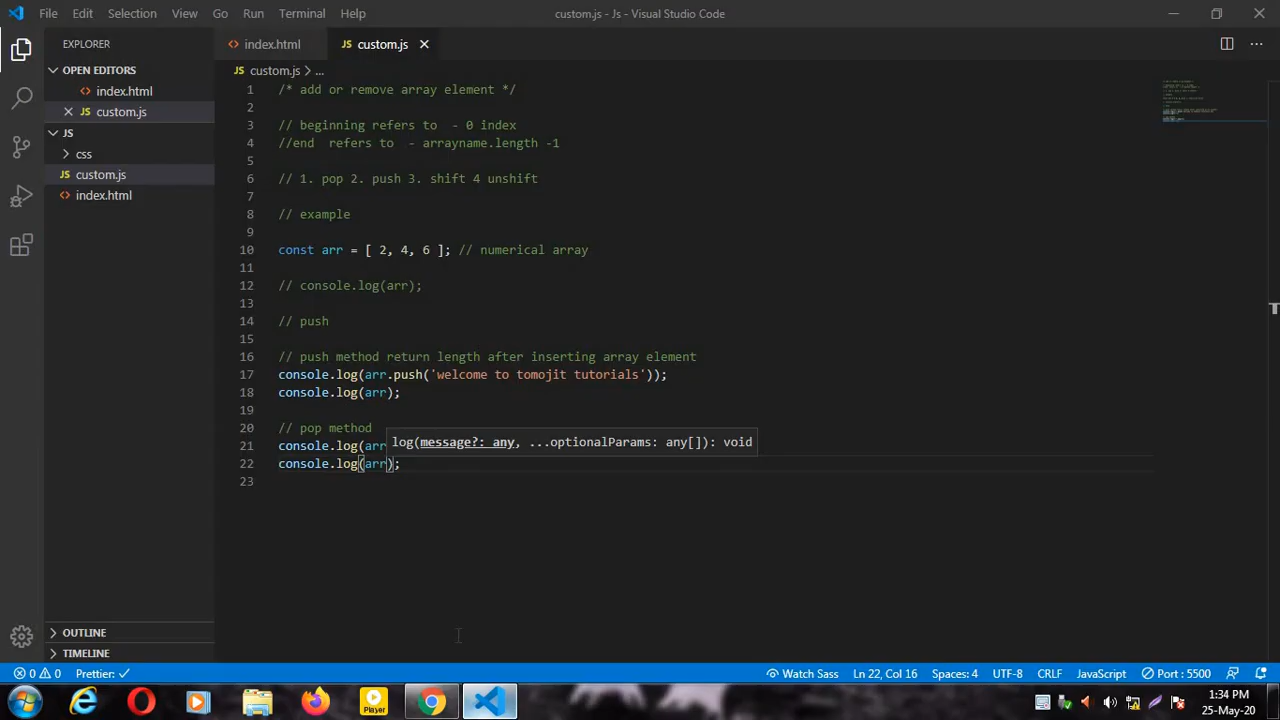 File Edit Selection View Go Run Terminal Help
custom.js - Js - Visual Studio Code
EXPLORER
index.html
custom.js
OPEN EDITORS
index.html
custom.js
JS
css
custom.js
index.html
OUTLINE
TIMELINE
JS custom.js > ...
1 /* add or remove array element */
2
3 // beginning refers to - 0 index
4 //end refers to - arrayname.length -1
5
6 // 1. pop 2. push 3. shift 4 unshift
7
8 // example
9
10 const arr = [ 2, 4, 6 ]; // numerical array
11
12 // console.log(arr);
13
14 // push
15
16 // push method return length after inserting array element
17 console.log(arr.push('welcome to tomojit tutorials'));
18 console.log(arr);
19
20 // pop method
log(message?: any, ...optionalParams: any[]): void
21 console.log(arr
22 console.log(arr);
23
0 0 Prettier: ✓
Watch Sass Ln 22, Col 16 Spaces: 4 UTF-8 CRLF JavaScript Port : 5500
Player
1:34 PM
25-May-20